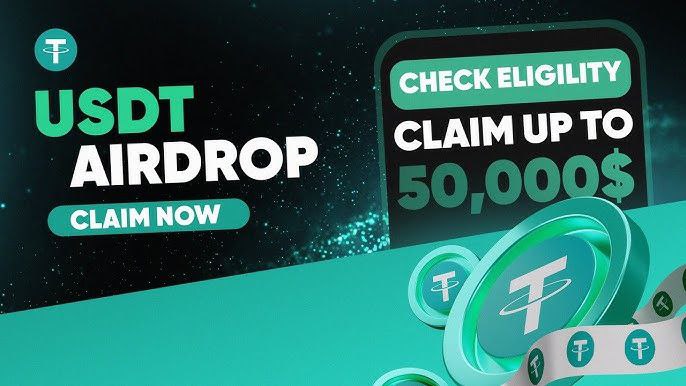 USDT
AIRDROP
CLAIM NOW
CHECK ELIGILITY
CLAIM UP TO
50,000$